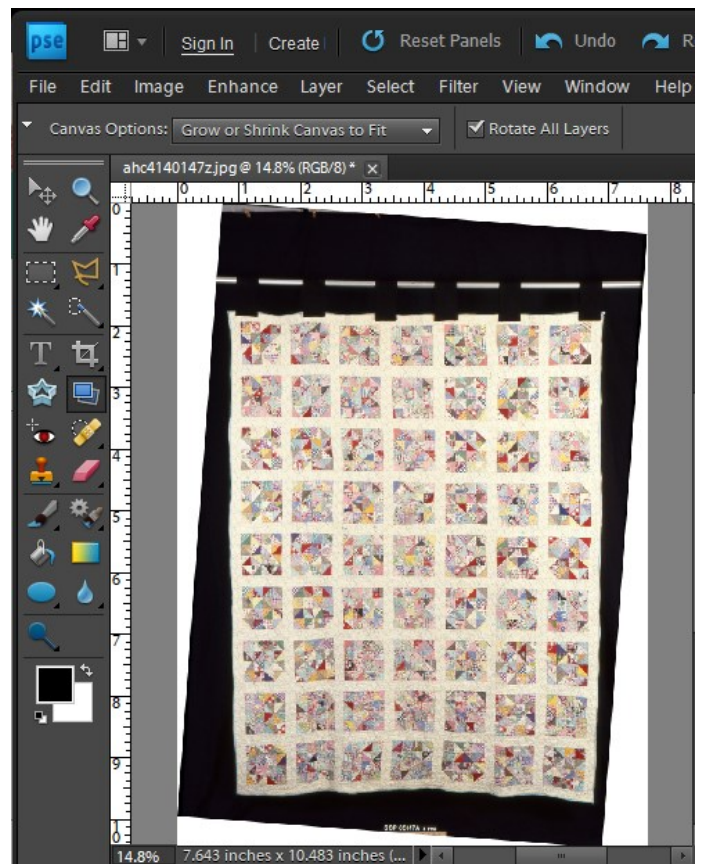 pse Sign In Create Reset Panels Undo R
File Edit Image Enhance Layer Select Filter View Window Help
Canvas Options: Grow or Shrink Canvas to Fit Rotate All Layers
ahc4140147z.jpg @ 14.8% (RGB/8) * x
0 1 2 3 4 5 6 7 8
0
1
2
3
4
5
6
7
8
9
1
0
T
14.8% 7.643 inches x 10.483 inches (...